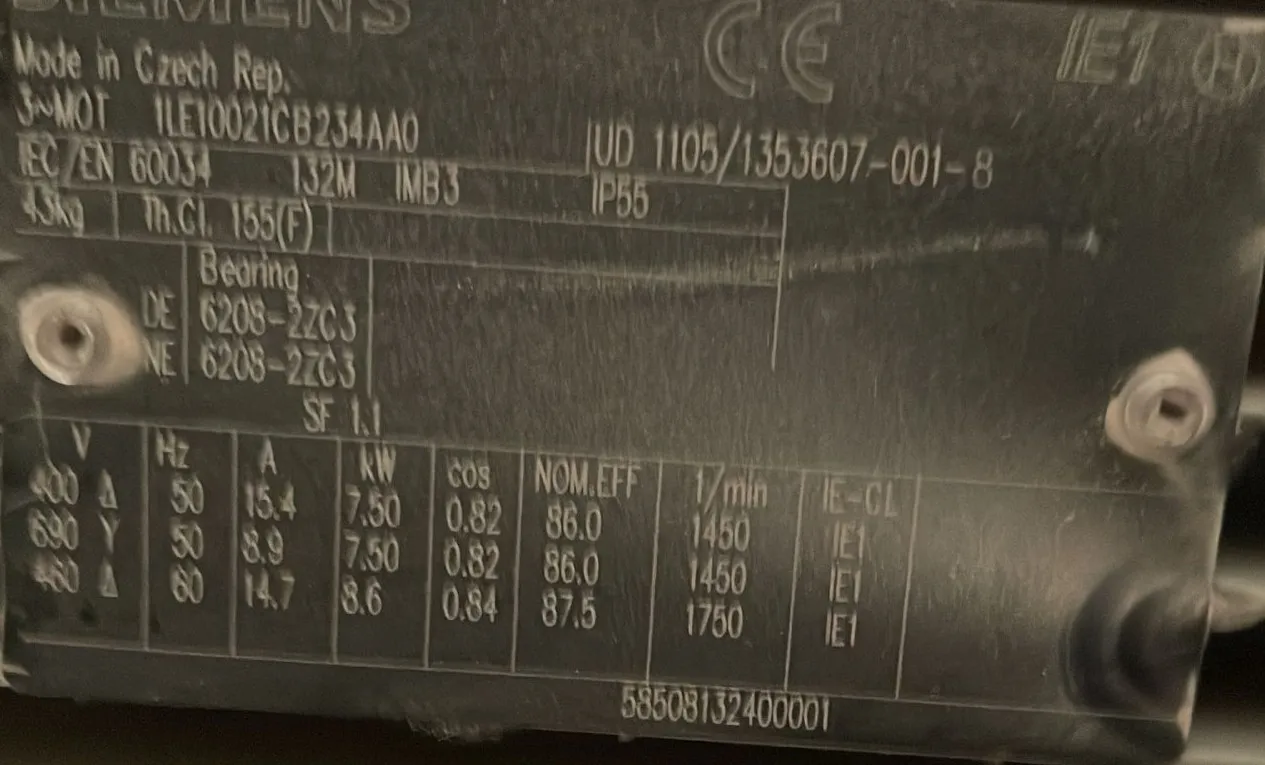 SIEMENS CE IE1 H
Made in Czech Rep.
3~MOT 1LE10021CB234AA0 UD 1105/1353607-001-8
IEC/EN 60034 132M IMB3 IP55
43kg Th.Cl. 155(F)
Bearing
DE 6208-2ZC3
NE 6208-2ZC3
SF 1.1
V Hz A kW cos NOM.EFF 1/min IE-CL
400 Δ 50 15.4 7.50 0.82 86.0 1450 IE1
690 Y 50 8.9 7.50 0.82 86.0 1450 IE1
460 Δ 60 14.7 8.6 0.84 87.5 1750 IE1
58508132400001